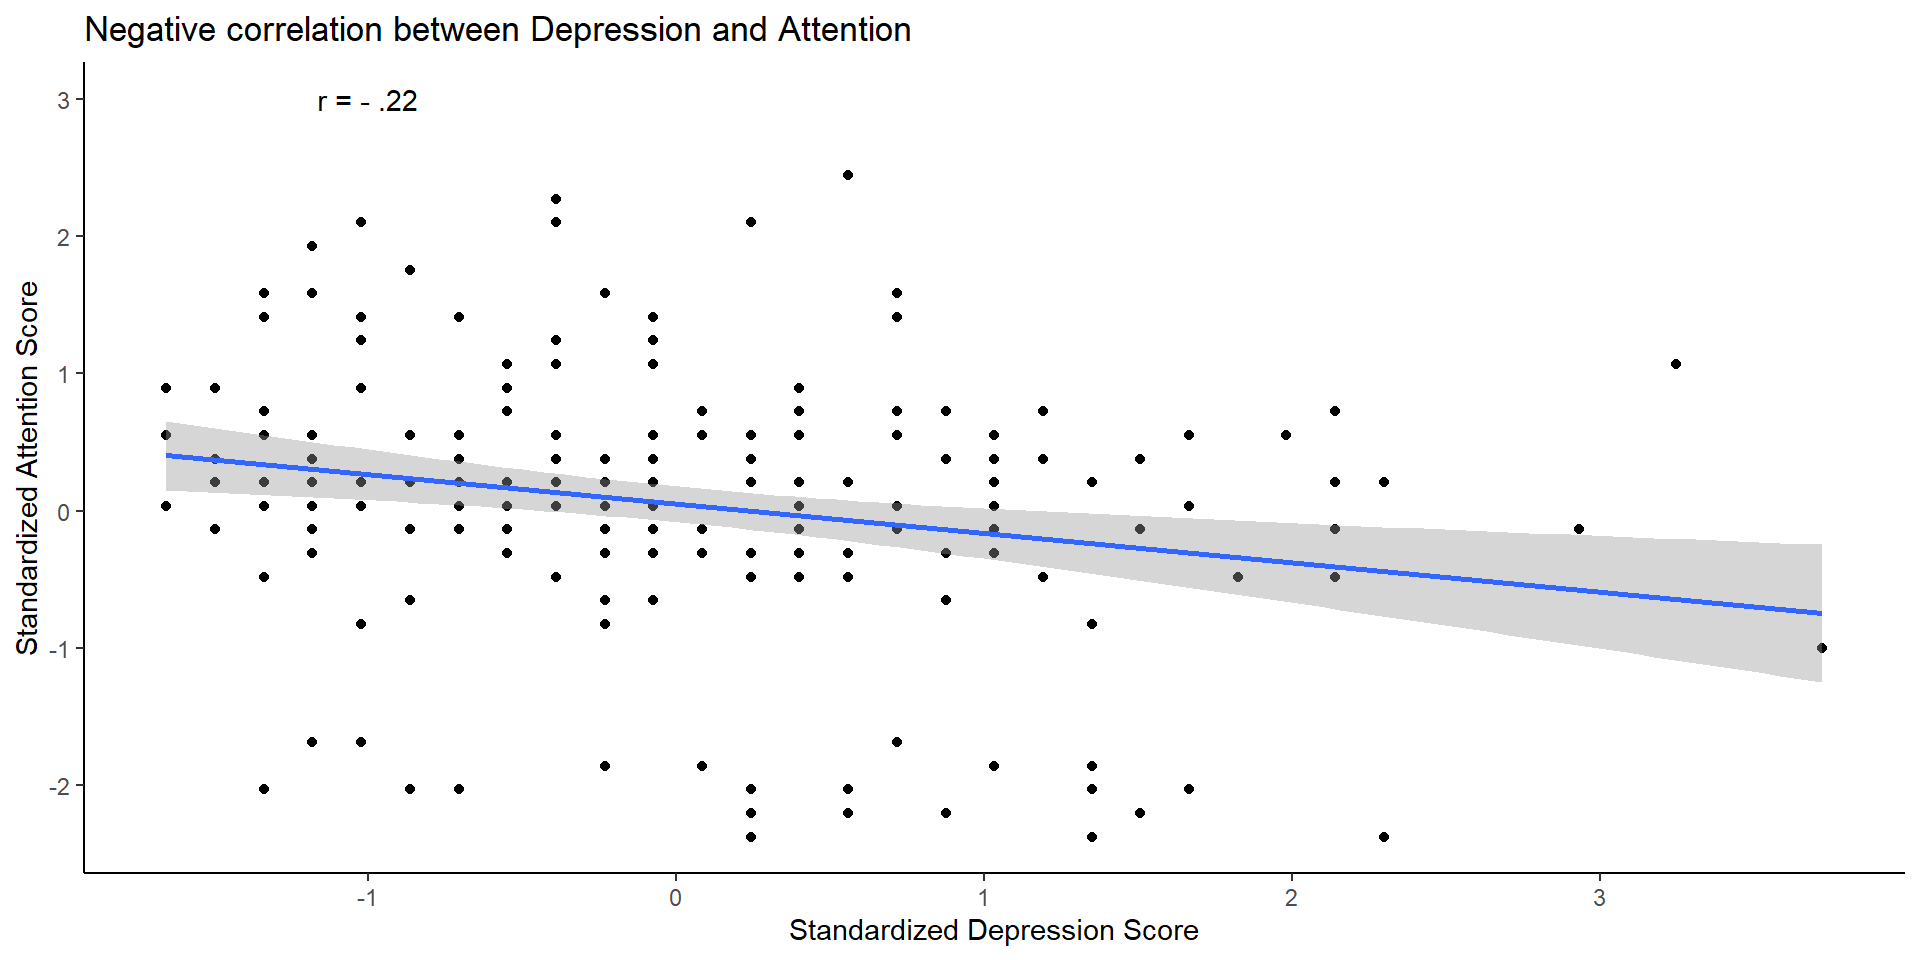 Negative correlation between Depression and Attention
r = - .22
Standardized Attention Score
3
2
1
0
-1
-2
-1
0
1
2
3
Standardized Depression Score